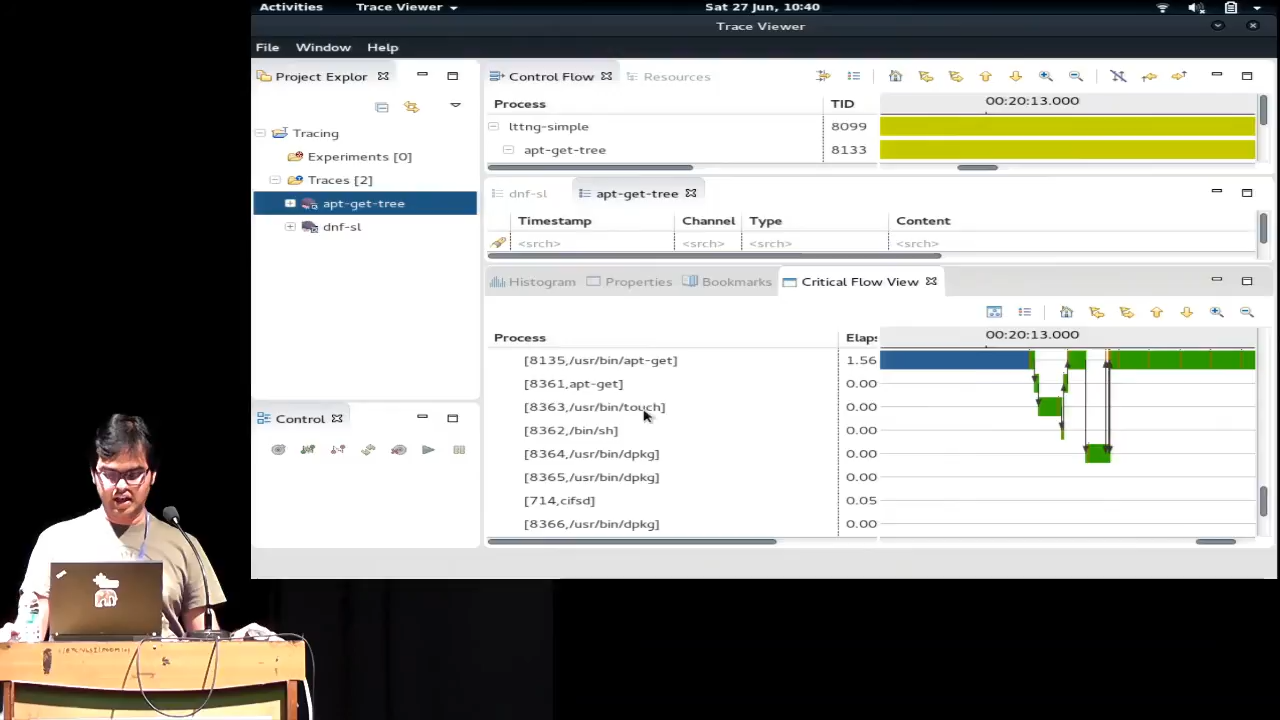 Activities Trace Viewer Sat 27 Jun, 10:40
Trace Viewer
File Window Help
Project Explor
Control Flow Resources
Process TID 00:20:13.000
lttng-simple 8099
apt-get-tree 8133
Tracing
Experiments [0]
Traces [2]
apt-get-tree
dnf-sl
dnf-sl apt-get-tree
Timestamp Channel Type Content
<srch> <srch> <srch> <srch>
Histogram Properties Bookmarks Critical Flow View
Process Elaps 00:20:13.000
[8135,/usr/bin/apt-get] 1.56
[8361,apt-get] 0.00
[8363,/usr/bin/touch] 0.00
[8362,/bin/sh] 0.00
[8364,/usr/bin/dpkg] 0.00
[8365,/usr/bin/dpkg] 0.00
[714,cifsd] 0.05
[8366,/usr/bin/dpkg] 0.00
Control